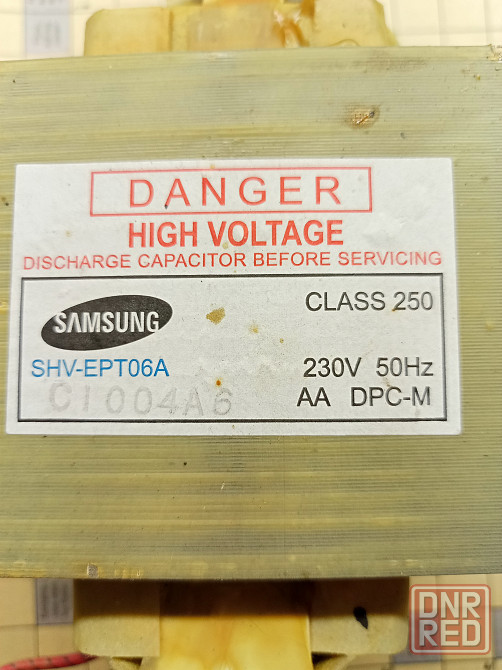 DANGER
HIGH VOLTAGE
DISCHARGE CAPACITOR BEFORE SERVICING
SAMSUNG CLASS 250
SHV-EPT06A 230V 50Hz
C1004A6 AA DPC-M
DNR
RED